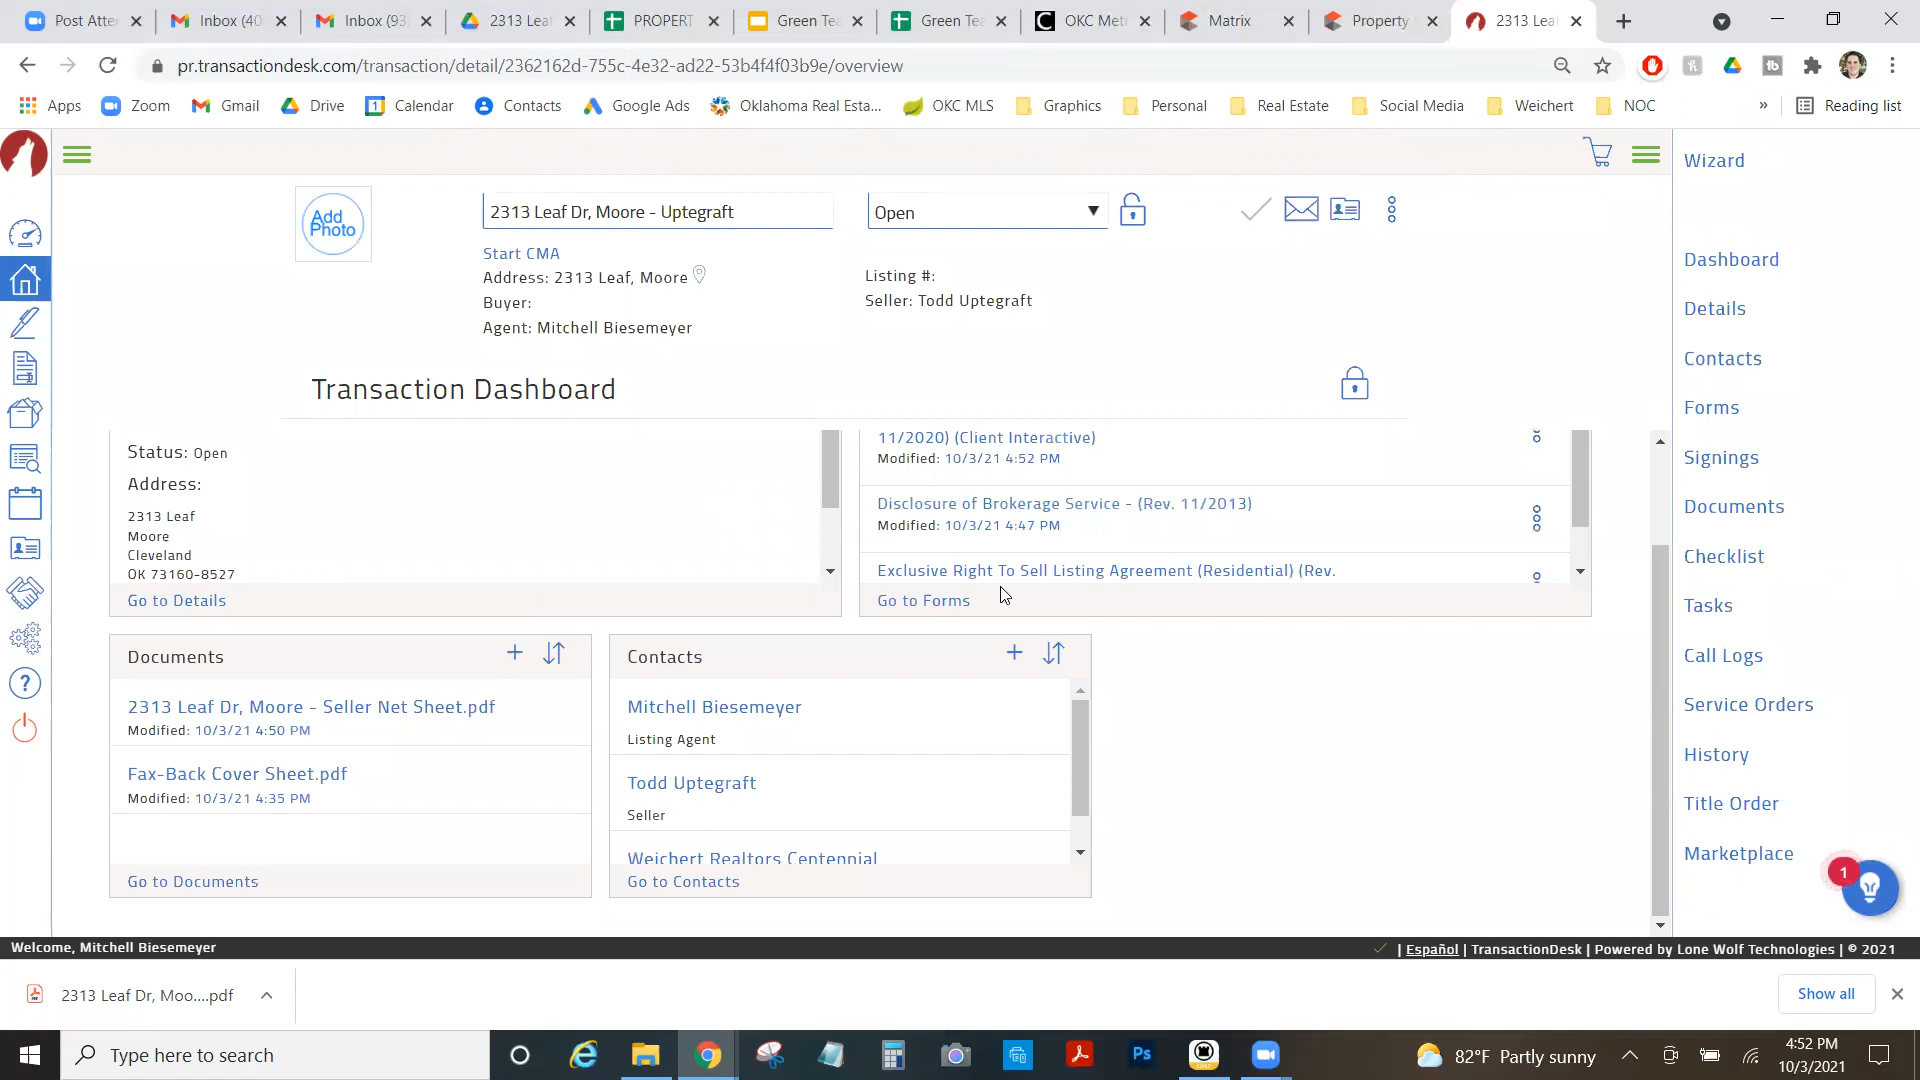 Post Atte
Inbox (40
Inbox (93
2313 Lea
PROPERT
Green Tea
Green Tea
OKC Metr
Matrix
Property
2313 Lea
pr.transactiondesk.com/transaction/detail/2362162d-755c-4e32-ad22-53b4f4f03b9e/overview
Apps
Zoom
Gmail
Drive
Calendar
Contacts
Google Ads
Oklahoma Real Esta...
OKC MLS
Graphics
Personal
Real Estate
Social Media
Weichert
NOC
»
Reading list
Add Photo
2313 Leaf Dr, Moore - Uptegraft
Open
Start CMA
Address: 2313 Leaf, Moore
Buyer:
Agent: Mitchell Biesemeyer
Listing #:
Seller: Todd Uptegraft
Transaction Dashboard
Status: Open
Address:
2313 Leaf
Moore
Cleveland
OK 73160-8527
Go to Details
11/2020) (Client Interactive)
Modified: 10/3/21 4:52 PM
Disclosure of Brokerage Service - (Rev. 11/2013)
Modified: 10/3/21 4:47 PM
Exclusive Right To Sell Listing Agreement (Residential) (Rev.
Go to Forms
Documents
2313 Leaf Dr, Moore - Seller Net Sheet.pdf
Modified: 10/3/21 4:50 PM
Fax-Back Cover Sheet.pdf
Modified: 10/3/21 4:35 PM
Go to Documents
Contacts
Mitchell Biesemeyer
Listing Agent
Todd Uptegraft
Seller
Weichert Realtors Centennial
Go to Contacts
Wizard
Dashboard
Details
Contacts
Forms
Signings
Documents
Checklist
Tasks
Call Logs
Service Orders
History
Title Order
Marketplace
1
Welcome, Mitchell Biesemeyer
| Español | TransactionDesk | Powered by Lone Wolf Technologies | © 2021
2313 Leaf Dr, Moo....pdf
Show all
Type here to search
82°F Partly sunny
4:52 PM
10/3/2021